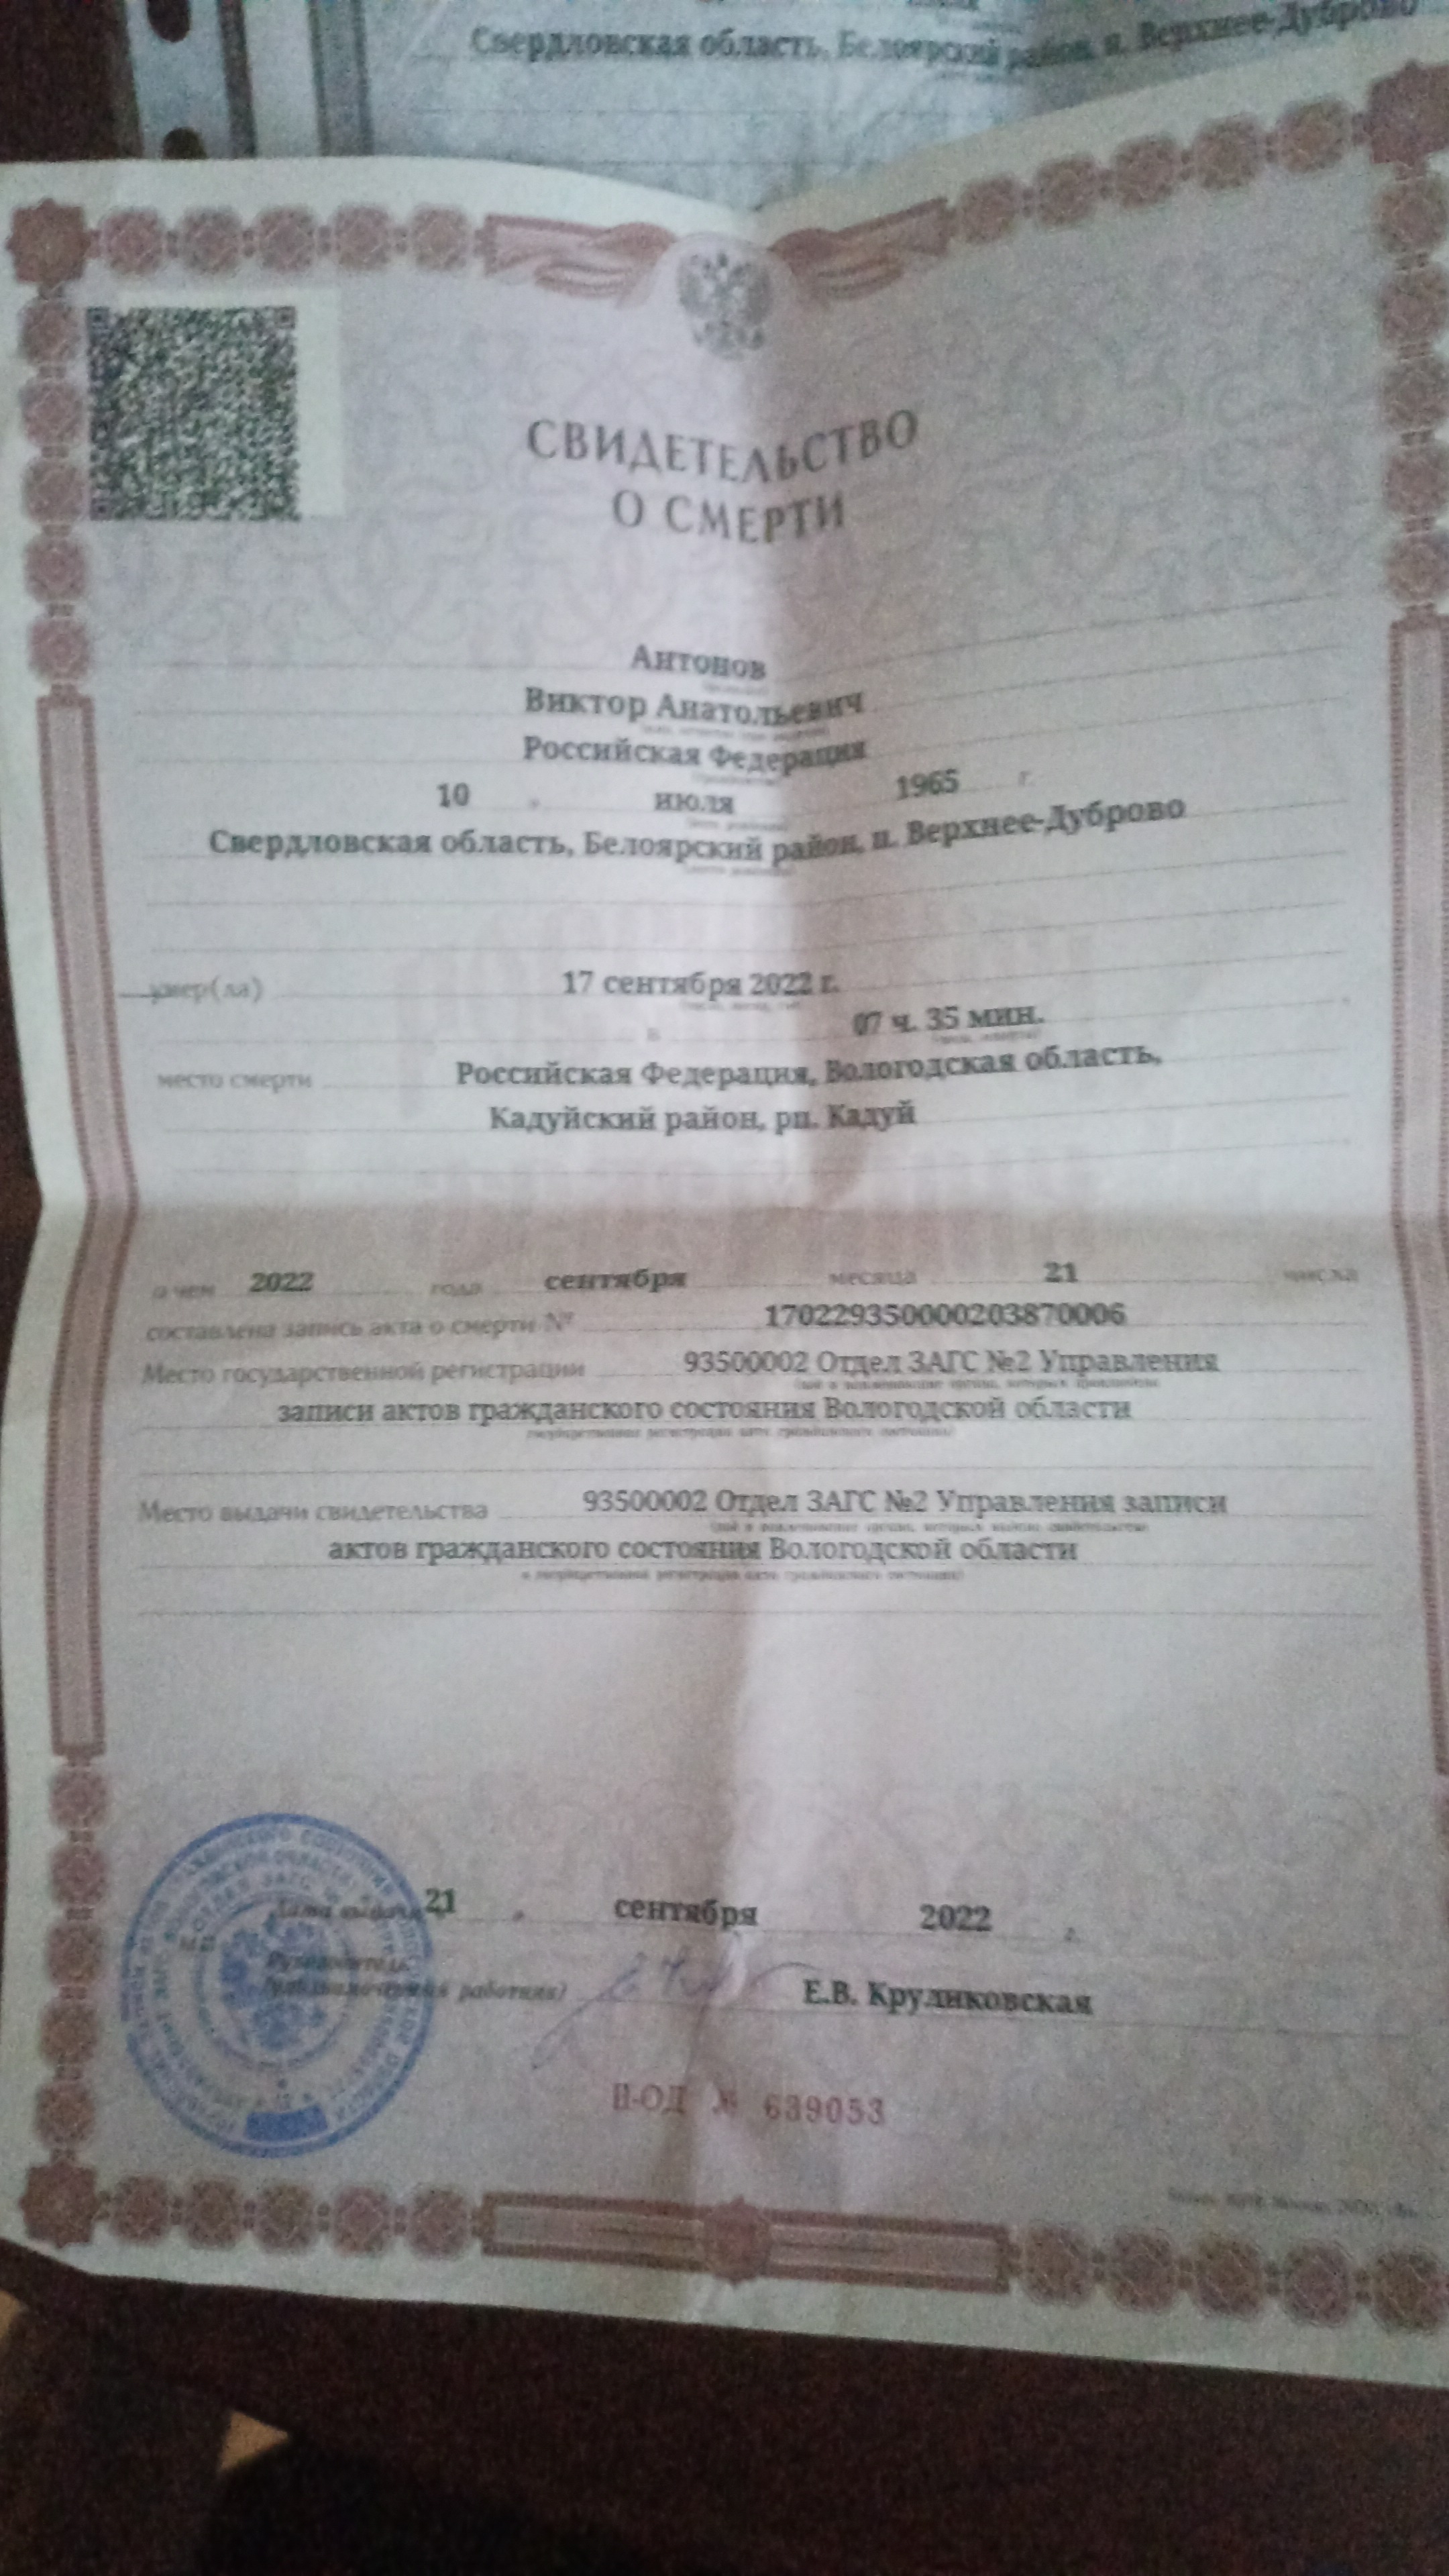 Свердловская область, Белоярский район, п. Верхнее-Дуброво
СВИДЕТЕЛЬСТВО
О СМЕРТИ
Антонов
Виктор Анатольевич
Российская Федерация
10 июля 1965 г
Свердловская область, Белоярский район, п. Верхнее-Дуброво
умер(ла) 17 сентября 2022 г.
в 07 ч. 35 мин.
место смерти Российская Федерация, Вологодская область,
Кадуйский район, рп. Кадуй
о чем 2022 года сентября месяца 21 числа
составлена запись акта о смерти № 170229350000203870006
Место государственной регистрации 93500002 Отдел ЗАГС №2 Управления
записи актов гражданского состояния Вологодской области
Место выдачи свидетельства 93500002 Отдел ЗАГС №2 Управления записи
актов гражданского состояния Вологодской области
Дата выдачи 21 сентября 2022 г.
М.П.
Руководитель
работник) Е.В. Круликовская
II-ОД № 639053